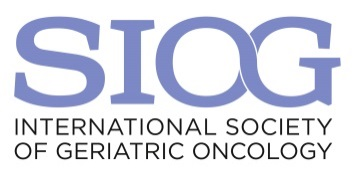 SIOG
INTERNATIONAL SOCIETY
OF GERIATRIC ONCOLOGY